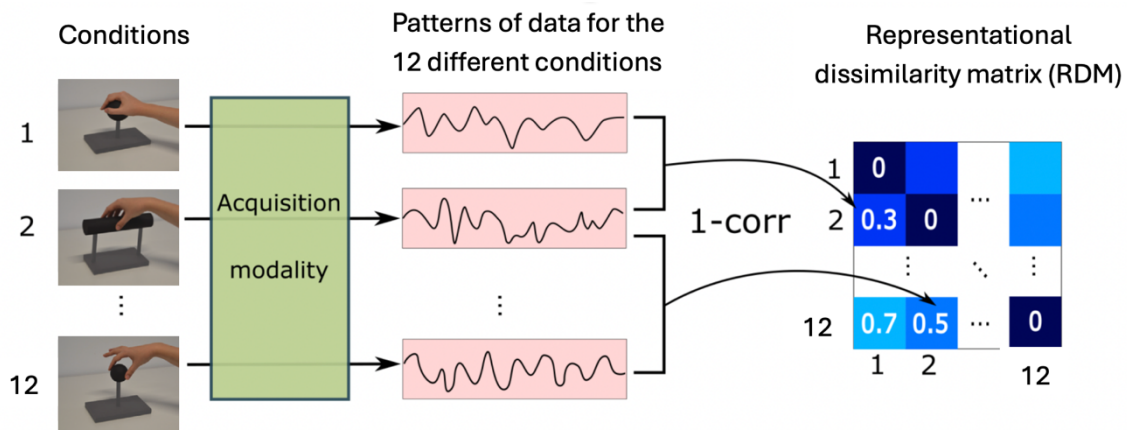 Conditions
Patterns of data for the
12 different conditions
Representational
dissimilarity matrix (RDM)
1
2
⋮
12
Acquisition
modality
⋮
1-corr
1 0 ...
2 0.3 0
⋮ ⋱ ⋮
12 0.7 0.5 ... 0
1 2 12